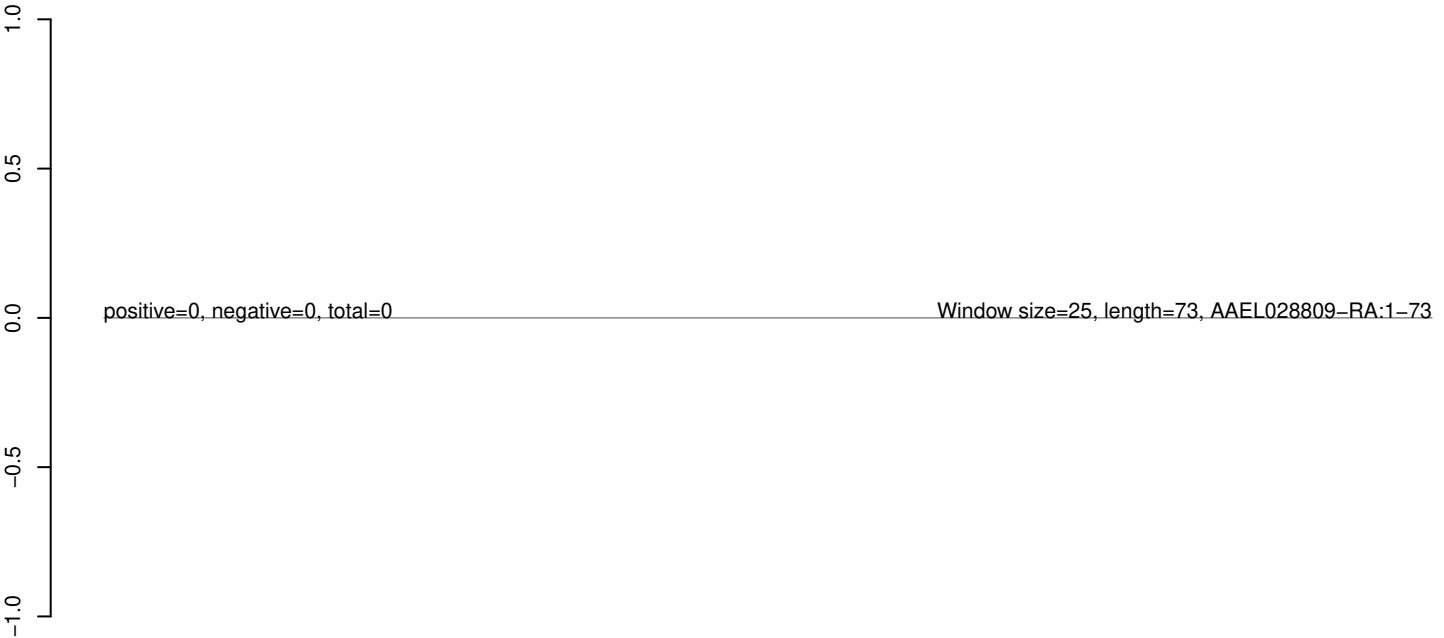 1.0
0.5
0.0
−0.5
−1.0
positive=0, negative=0, total=0
Window size=25, length=73, AAEL028809−RA:1−73